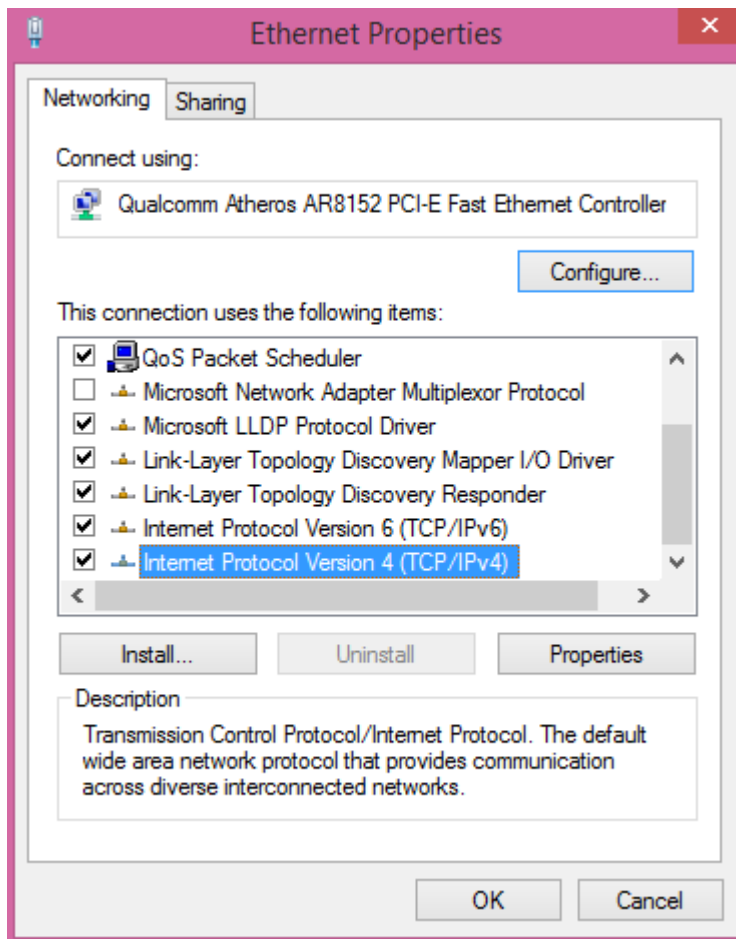 Ethernet Properties
Networking
Sharing
Connect using:
Qualcomm Atheros AR8152 PCI-E Fast Ethernet Controller
Configure...
This connection uses the following items:
QoS Packet Scheduler
Microsoft Network Adapter Multiplexor Protocol
Microsoft LLDP Protocol Driver
Link-Layer Topology Discovery Mapper I/O Driver
Link-Layer Topology Discovery Responder
Internet Protocol Version 6 (TCP/IPv6)
Internet Protocol Version 4 (TCP/IPv4)
Install...
Uninstall
Properties
Description
Transmission Control Protocol/Internet Protocol. The default
wide area network protocol that provides communication
across diverse interconnected networks.
OK
Cancel